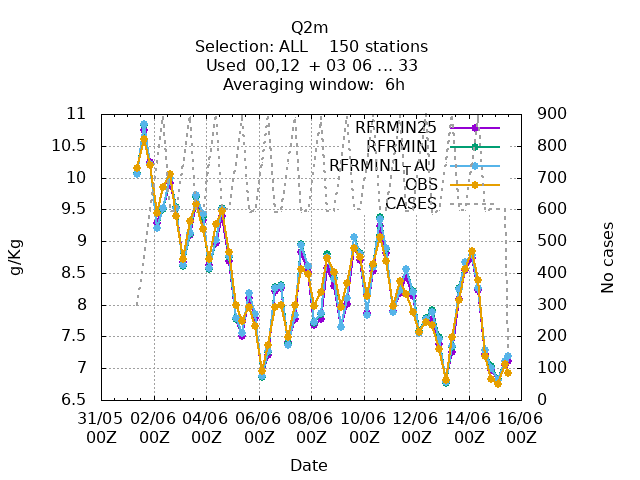 Q2m
Selection: ALL 150 stations
Used 00,12 + 03 06 ... 33
Averaging window: 6h
11
10.5
10
9.5
9
8.5
8
7.5
7
6.5
g/Kg
900
800
700
600
500
400
300
200
100
0
No cases
RFRMIN25
RFRMIN1
RFRMIN1_AU
OBS
CASES
31/05 02/06 04/06 06/06 08/06 10/06 12/06 14/06 16/06
00Z 00Z 00Z 00Z 00Z 00Z 00Z 00Z 00Z
Date